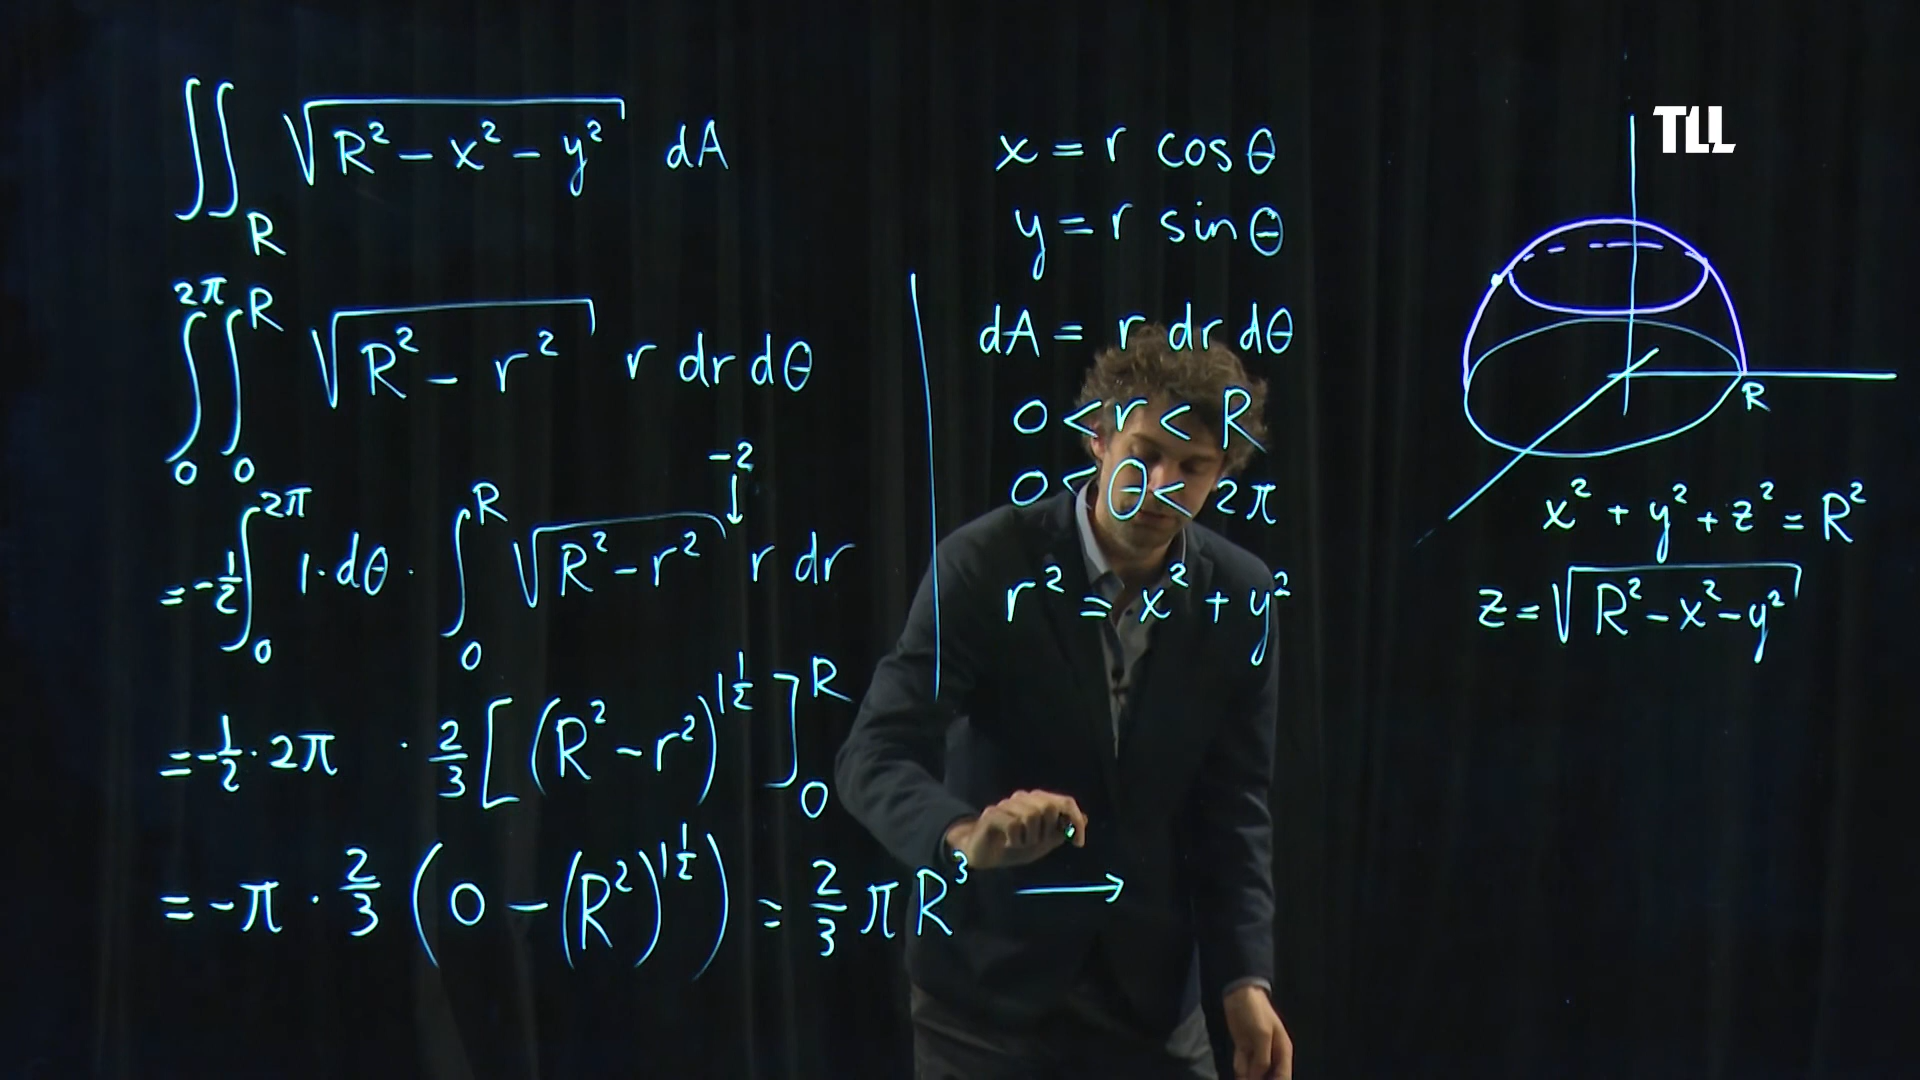 ∬_R √(R² − x² − y²) dA
∫₀^{2π} ∫₀^R √(R² − r²) r dr dθ
−2
↓
= −½ ∫₀^{2π} 1·dθ · ∫₀^R √(R² − r²) r dr
= −½ · 2π · ⅔ [(R² − r²)^{1½}]₀^R
= −π · ⅔ (0 − (R²)^{1½}) = ⅔ πR³ ⟶
x = r cos θ
y = r sin θ
dA = r dr dθ
0 < r < R
0 < θ < 2π
r² = x² + y²
TLL
R
x² + y² + z² = R²
z = √(R² − x² − y²)